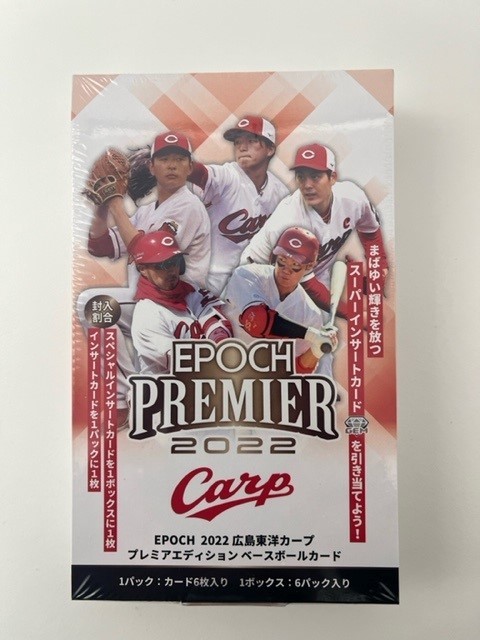 まばゆい輝きを放つ
スーパーインサートカード
GEM
を引き当てよう!
封入
割合
スペシャルインサートカードを1ボックスに1枚
インサートカードを1パックに1枚
EPOCH
PREMIER
2022
Carp
EPOCH 2022 広島東洋カープ
プレミアエディション ベースボールカード
1パック:カード6枚入り 1ボックス:6パック入り